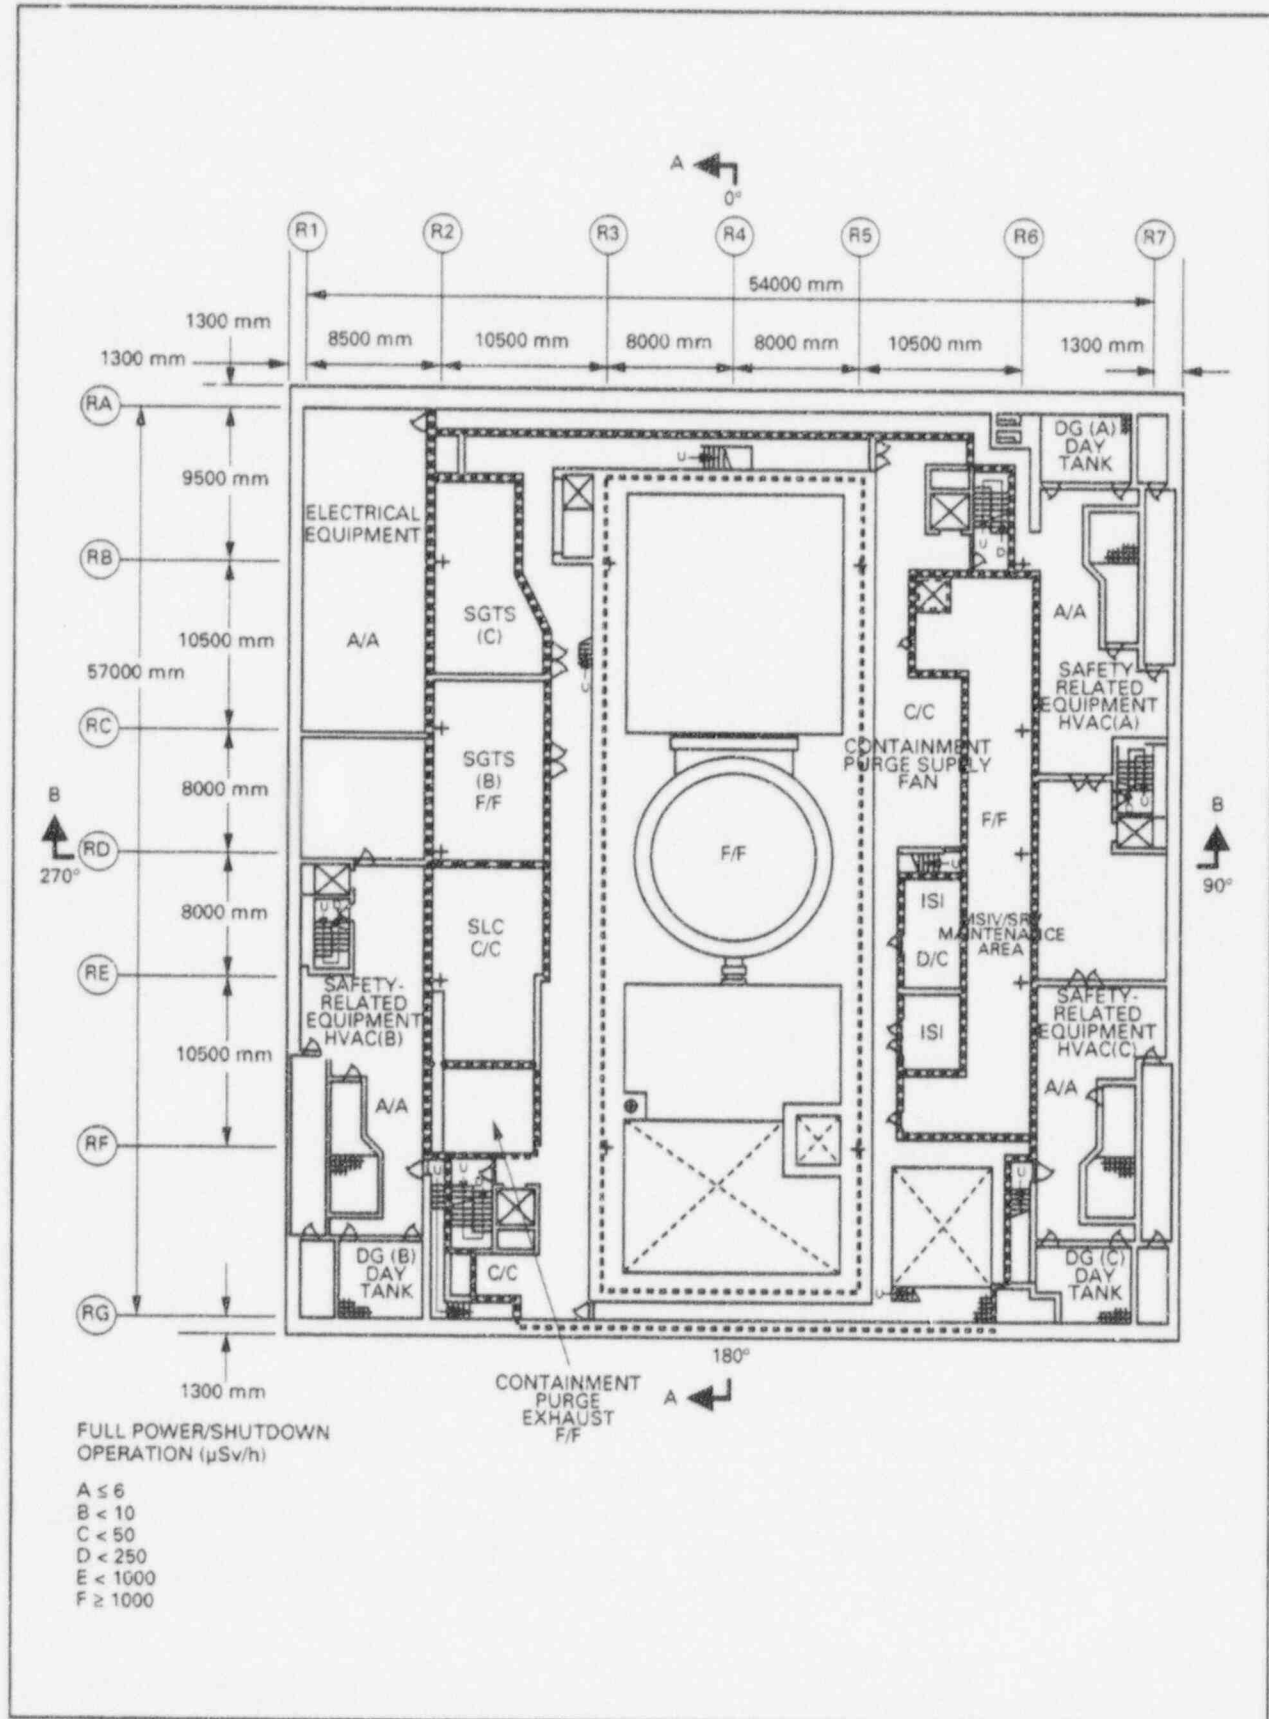 A
0°
R1 R2 R3 R4 R5 R6 R7
54000 mm
1300 mm
8500 mm 10500 mm 8000 mm 8000 mm 10500 mm 1300 mm
1300 mm
RA
DG (A)
DAY
TANK
U
9500 mm
ELECTRICAL
EQUIPMENT
RB
U
D
A/A
SGTS
(C)
10500 mm
A/A
57000 mm
SAFETY-
RELATED
EQUIPMENT
HVAC(A)
RC
C/C
CONTAINMENT
PURGE SUPPLY
FAN
SGTS
(B)
F/F
8000 mm
B
B
F/F
RD
F/F
270°
90°
8000 mm
ISI
SLC
C/C
MSIV/SRV
MAINTENANCE
AREA
D/C
RE
SAFETY-
RELATED
EQUIPMENT
HVAC(B)
SAFETY-
RELATED
EQUIPMENT
HVAC(C)
ISI
10500 mm
A/A
A/A
RF
U
U
U
DG (B)
DAY
TANK
C/C
DG (C)
DAY
TANK
RG
180°
1300 mm
A
CONTAINMENT
PURGE
EXHAUST
F/F
FULL POWER/SHUTDOWN
OPERATION (µSv/h)
A ≤ 6
B < 10
C < 50
D < 250
E < 1000
F ≥ 1000